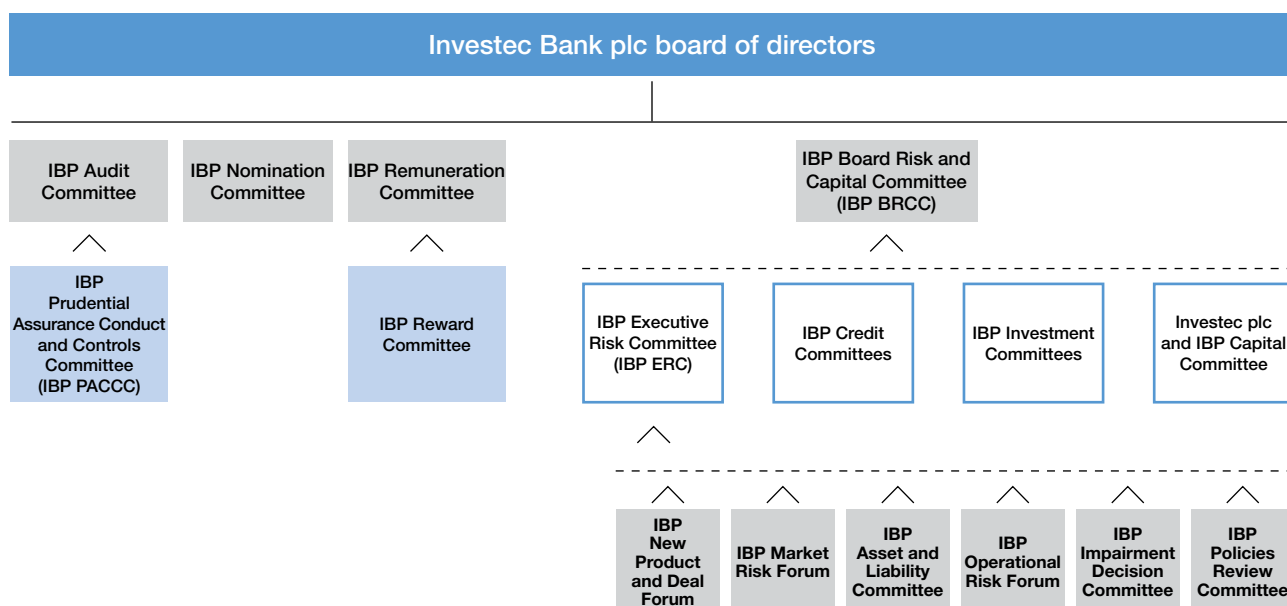 Investec Bank plc board of directors
IBP Audit
Committee
IBP Nomination
Committee
IBP Remuneration
Committee
IBP Board Risk and
Capital Committee
(IBP BRCC)
IBP
Prudential
Assurance Conduct
and Controls
Committee
(IBP PACCC)
IBP Reward
Committee
IBP Executive
Risk Committee
(IBP ERC)
IBP Credit
Committees
IBP Investment
Committees
Investec plc
and IBP Capital
Committee
IBP
New
Product
and Deal
Forum
IBP Market
Risk Forum
IBP
Asset and
Liability
Committee
IBP
Operational
Risk Forum
IBP
Impairment
Decision
Committee
IBP
Policies
Review
Committee